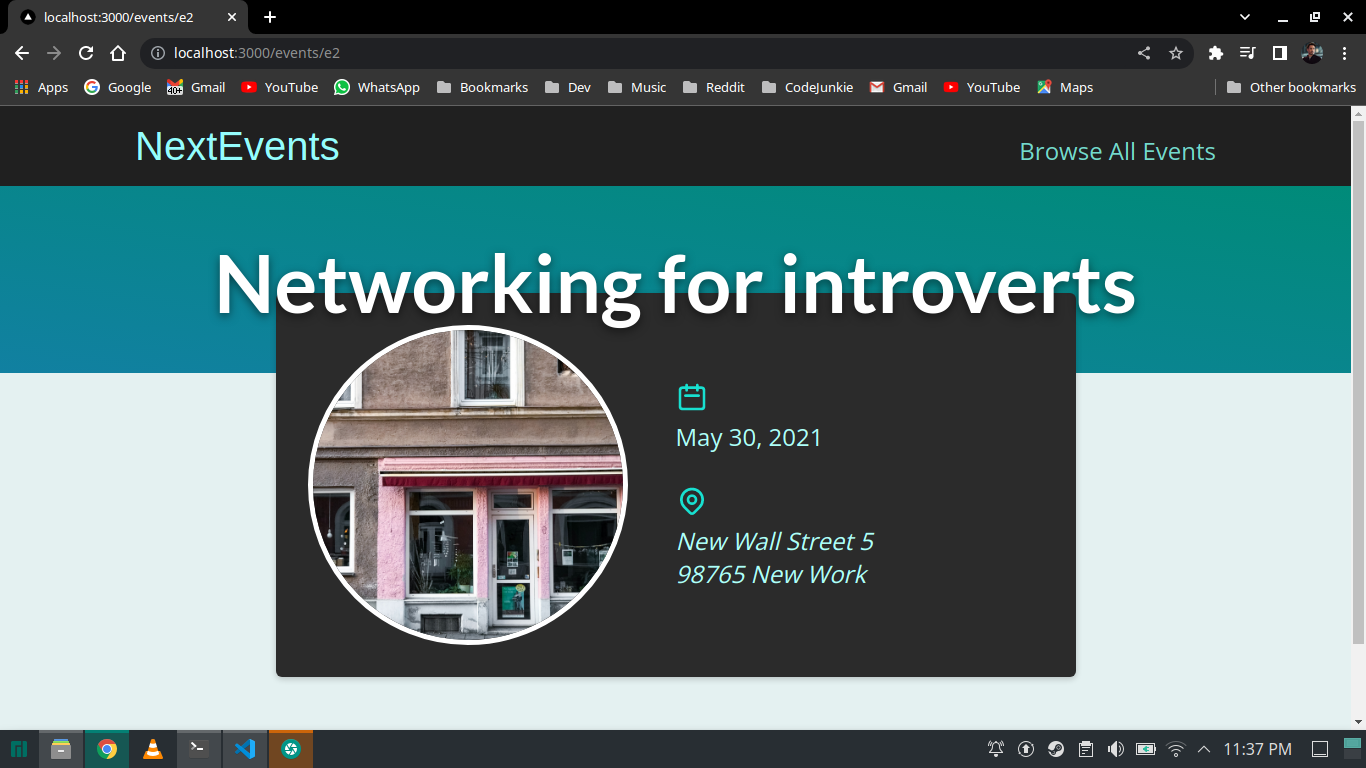 localhost:3000/events/e2
localhost:3000/events/e2
Apps Google 40+ Gmail YouTube WhatsApp Bookmarks Dev Music Reddit CodeJunkie Gmail YouTube Maps Other bookmarks
NextEvents
Browse All Events
Networking for introverts
May 30, 2021
New Wall Street 5
98765 New Work
11:37 PM